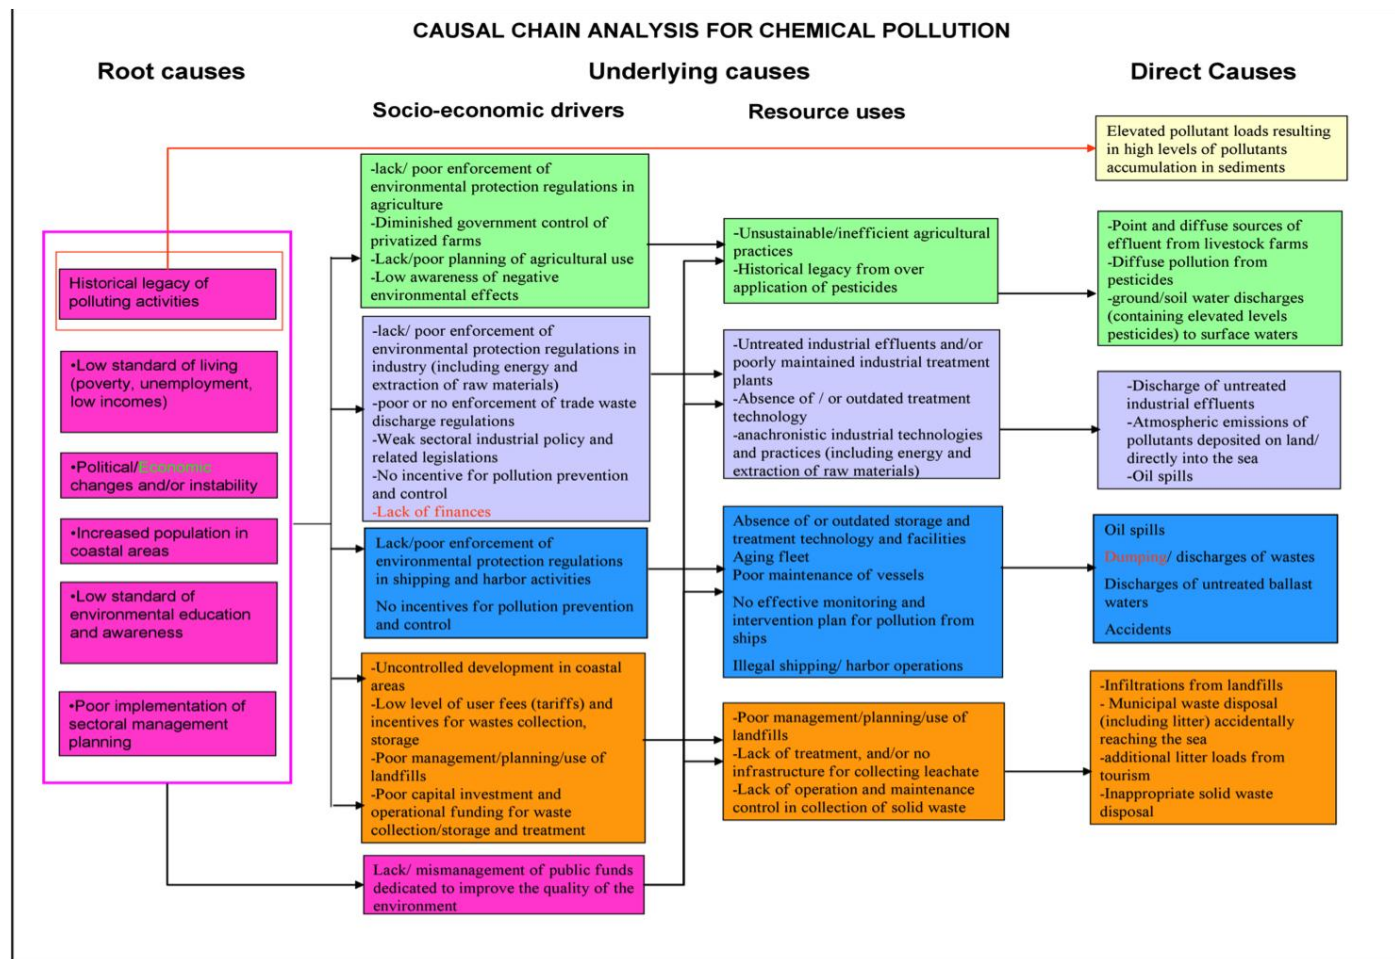 CAUSAL CHAIN ANALYSIS FOR CHEMICAL POLLUTION
Root causes
Underlying causes
Direct Causes
Socio-economic drivers
Resource uses
Historical legacy of
polluting activities
•Low standard of living
(poverty, unemployment,
low incomes)
•Political/Economic
changes and/or instability
•Increased population in
coastal areas
•Low standard of
environmental education
and awareness
•Poor implementation of
sectoral management
planning
-lack/ poor enforcement of
environmental protection regulations in
agriculture
-Diminished government control of
privatized farms
-Lack/poor planning of agricultural use
-Low awareness of negative
environmental effects
-lack/ poor enforcement of
environmental protection regulations in
industry (including energy and
extraction of raw materials)
-poor or no enforcement of trade waste
discharge regulations
-Weak sectoral industrial policy and
related legislations
-No incentive for pollution prevention
and control
-Lack of finances
Lack/poor enforcement of
environmental protection regulations
in shipping and harbor activities
No incentives for pollution prevention
and control
-Uncontrolled development in coastal
areas
-Low level of user fees (tariffs) and
incentives for wastes collection,
storage
-Poor management/planning/use of
landfills
-Poor capital investment and
operational funding for waste
collection/storage and treatment
Lack/ mismanagement of public funds
dedicated to improve the quality of the
environment
-Unsustainable/inefficient agricultural
practices
-Historical legacy from over
application of pesticides
-Untreated industrial effluents and/or
poorly maintained industrial treatment
plants
-Absence of / or outdated treatment
technology
-anachronistic industrial technologies
and practices (including energy and
extraction of raw materials)
Absence of or outdated storage and
treatment technology and facilities
Aging fleet
Poor maintenance of vessels
No effective monitoring and
intervention plan for pollution from
ships
Illegal shipping/ harbor operations
-Poor management/planning/use of
landfills
-Lack of treatment, and/or no
infrastructure for collecting leachate
-Lack of operation and maintenance
control in collection of solid waste
Elevated pollutant loads resulting
in high levels of pollutants
accumulation in sediments
-Point and diffuse sources of
effluent from livestock farms
-Diffuse pollution from
pesticides
-ground/soil water discharges
(containing elevated levels
pesticides) to surface waters
-Discharge of untreated
industrial effluents
-Atmospheric emissions of
pollutants deposited on land/
directly into the sea
-Oil spills
Oil spills
Dumping/ discharges of wastes
Discharges of untreated ballast
waters
Accidents
-Infiltrations from landfills
- Municipal waste disposal
(including litter) accidentally
reaching the sea
-additional litter loads from
tourism
-Inappropriate solid waste
disposal